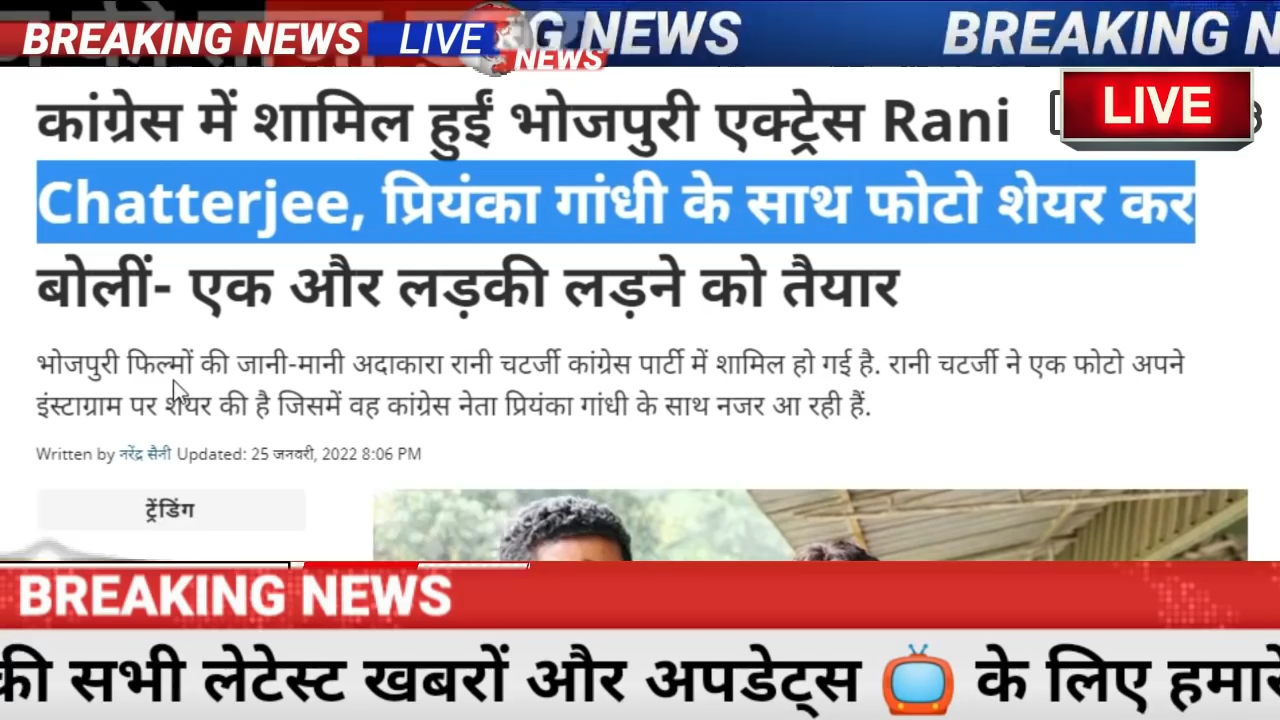 BREAKING NEWS LIVE G NEWS BREAKING N
NEWS
LIVE
कांग्रेस में शामिल हुईं भोजपुरी एक्ट्रेस Rani
Chatterjee, प्रियंका गांधी के साथ फोटो शेयर कर
बोलीं- एक और लड़की लड़ने को तैयार
भोजपुरी फिल्मों की जानी-मानी अदाकारा रानी चटर्जी कांग्रेस पार्टी में शामिल हो गई है. रानी चटर्जी ने एक फोटो अपने
इंस्टाग्राम पर शेयर की है जिसमें वह कांग्रेस नेता प्रियंका गांधी के साथ नजर आ रही हैं.
Written by नरेंद्र सैनी Updated: 25 जनवरी, 2022 8:06 PM
ट्रेंडिंग
BREAKING NEWS
की सभी लेटेस्ट खबरों और अपडेट्स 📺 के लिए हमारे